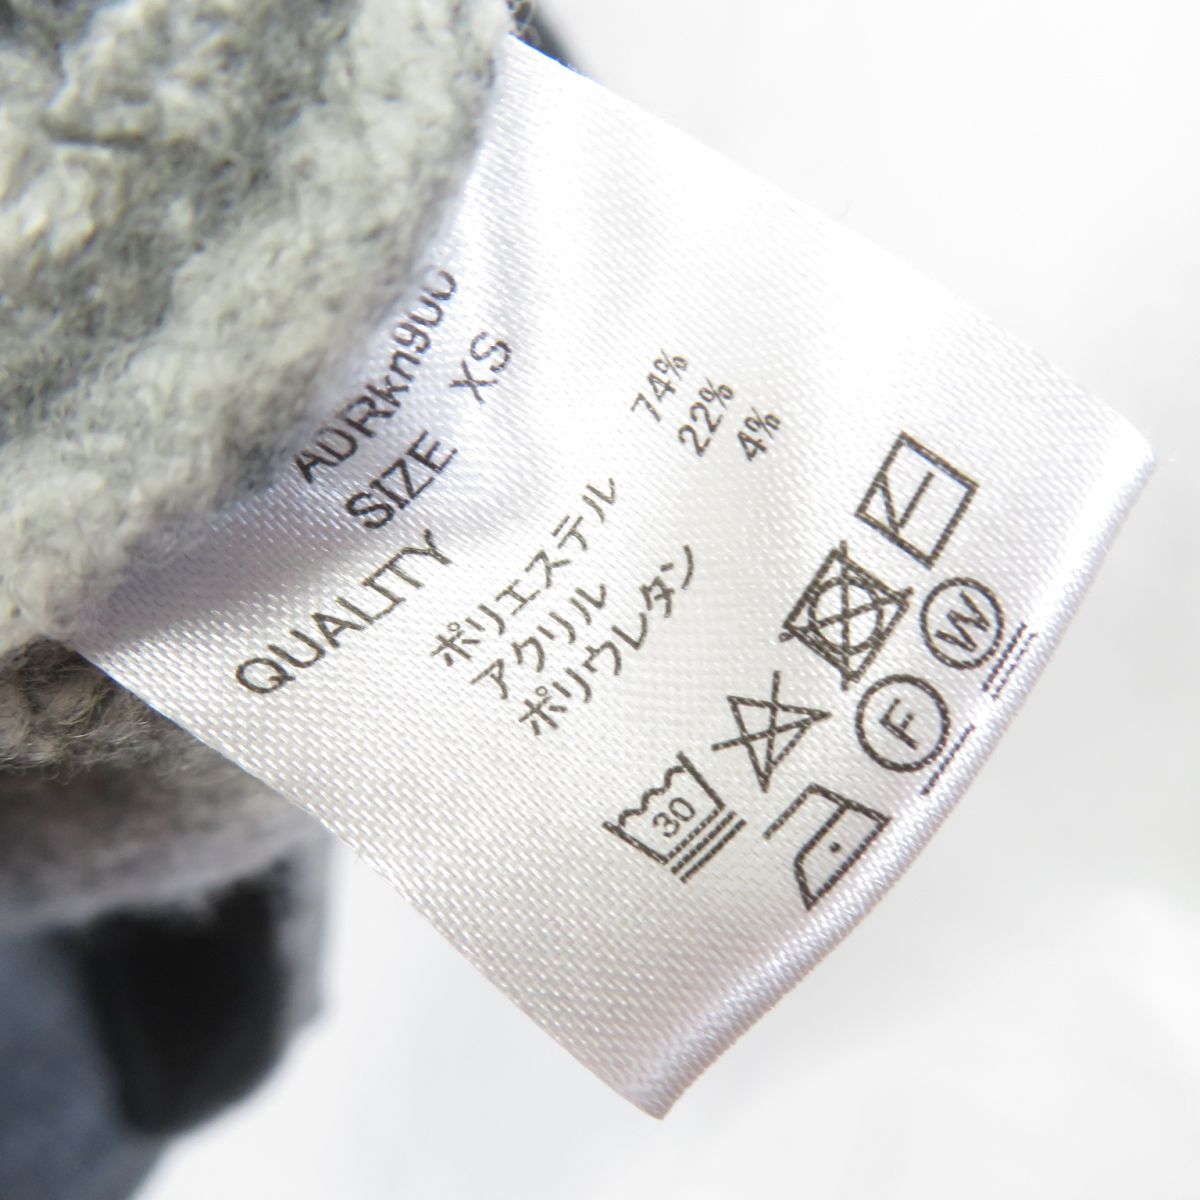 ADRkn900
SIZE XS
QUALITY
ポリエステル 74%
アクリル 22%
ポリウレタン 4%
30
F W